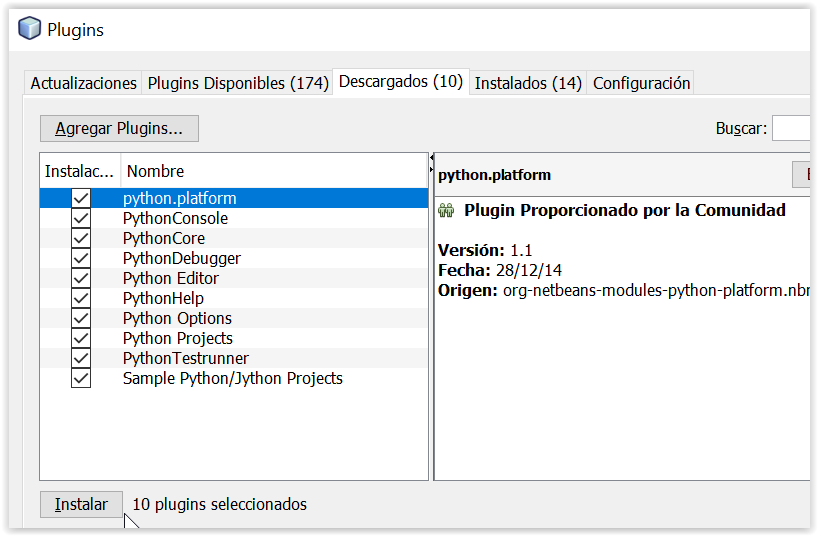 Plugins
Actualizaciones Plugins Disponibles (174) Descargados (10) Instalados (14) Configuración
Agregar Plugins... Buscar:
Instalac... Nombre
python.platform
PythonConsole
PythonCore
PythonDebugger
Python Editor
PythonHelp
Python Options
Python Projects
PythonTestrunner
Sample Python/Jython Projects
python.platform
Plugin Proporcionado por la Comunidad
Versión: 1.1
Fecha: 28/12/14
Origen: org-netbeans-modules-python-platform.nbm
Instalar 10 plugins seleccionados